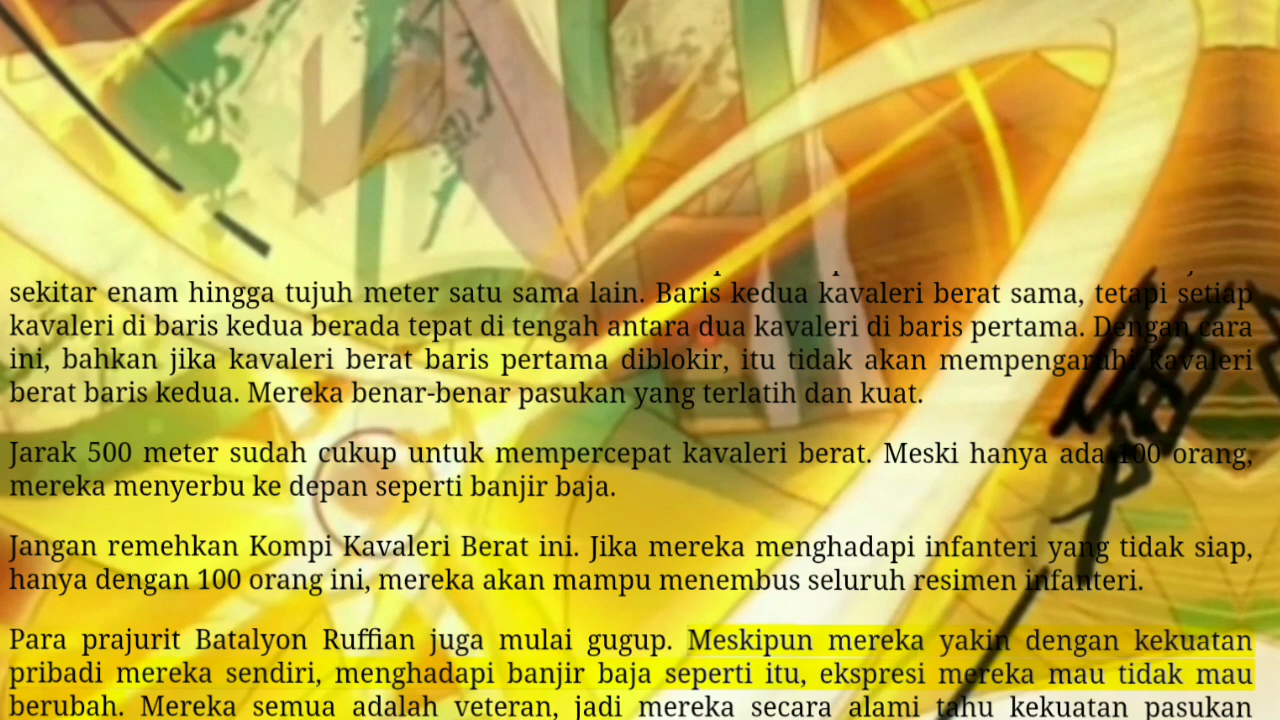 sekitar enam hingga tujuh meter satu sama lain. Baris kedua kavaleri berat sama, tetapi setiap
kavaleri di baris kedua berada tepat di tengah antara dua kavaleri di baris pertama. Dengan cara
ini, bahkan jika kavaleri berat baris pertama diblokir, itu tidak akan mempengaruhi kavaleri
berat baris kedua. Mereka benar-benar pasukan yang terlatih dan kuat.
Jarak 500 meter sudah cukup untuk mempercepat kavaleri berat. Meski hanya ada 100 orang,
mereka menyerbu ke depan seperti banjir baja.
Jangan remehkan Kompi Kavaleri Berat ini. Jika mereka menghadapi infanteri yang tidak siap,
hanya dengan 100 orang ini, mereka akan mampu menembus seluruh resimen infanteri.
Para prajurit Batalyon Ruffian juga mulai gugup. Meskipun mereka yakin dengan kekuatan
pribadi mereka sendiri, menghadapi banjir baja seperti itu, ekspresi mereka mau tidak mau
berubah. Mereka semua adalah veteran, jadi mereka secara alami tahu kekuatan pasukan